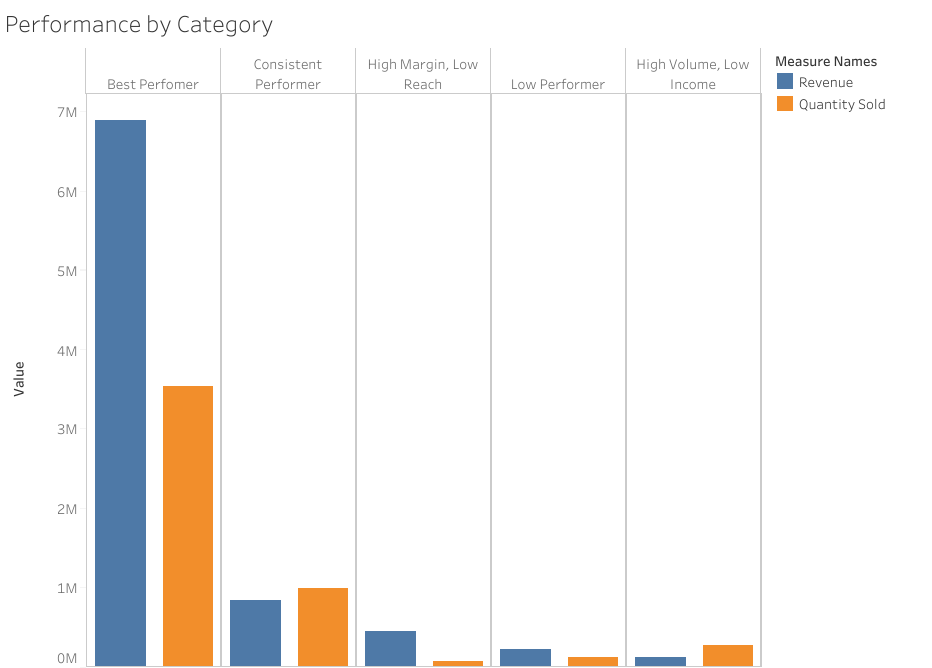 Performance by Category
Consistent
High Margin, Low
High Volume, Low
Best Perfomer
Performer
Reach
Low Performer
Income
Measure Names
Revenue
Quantity Sold
7M
6M
5M
4M
3M
2M
1M
0M
Value